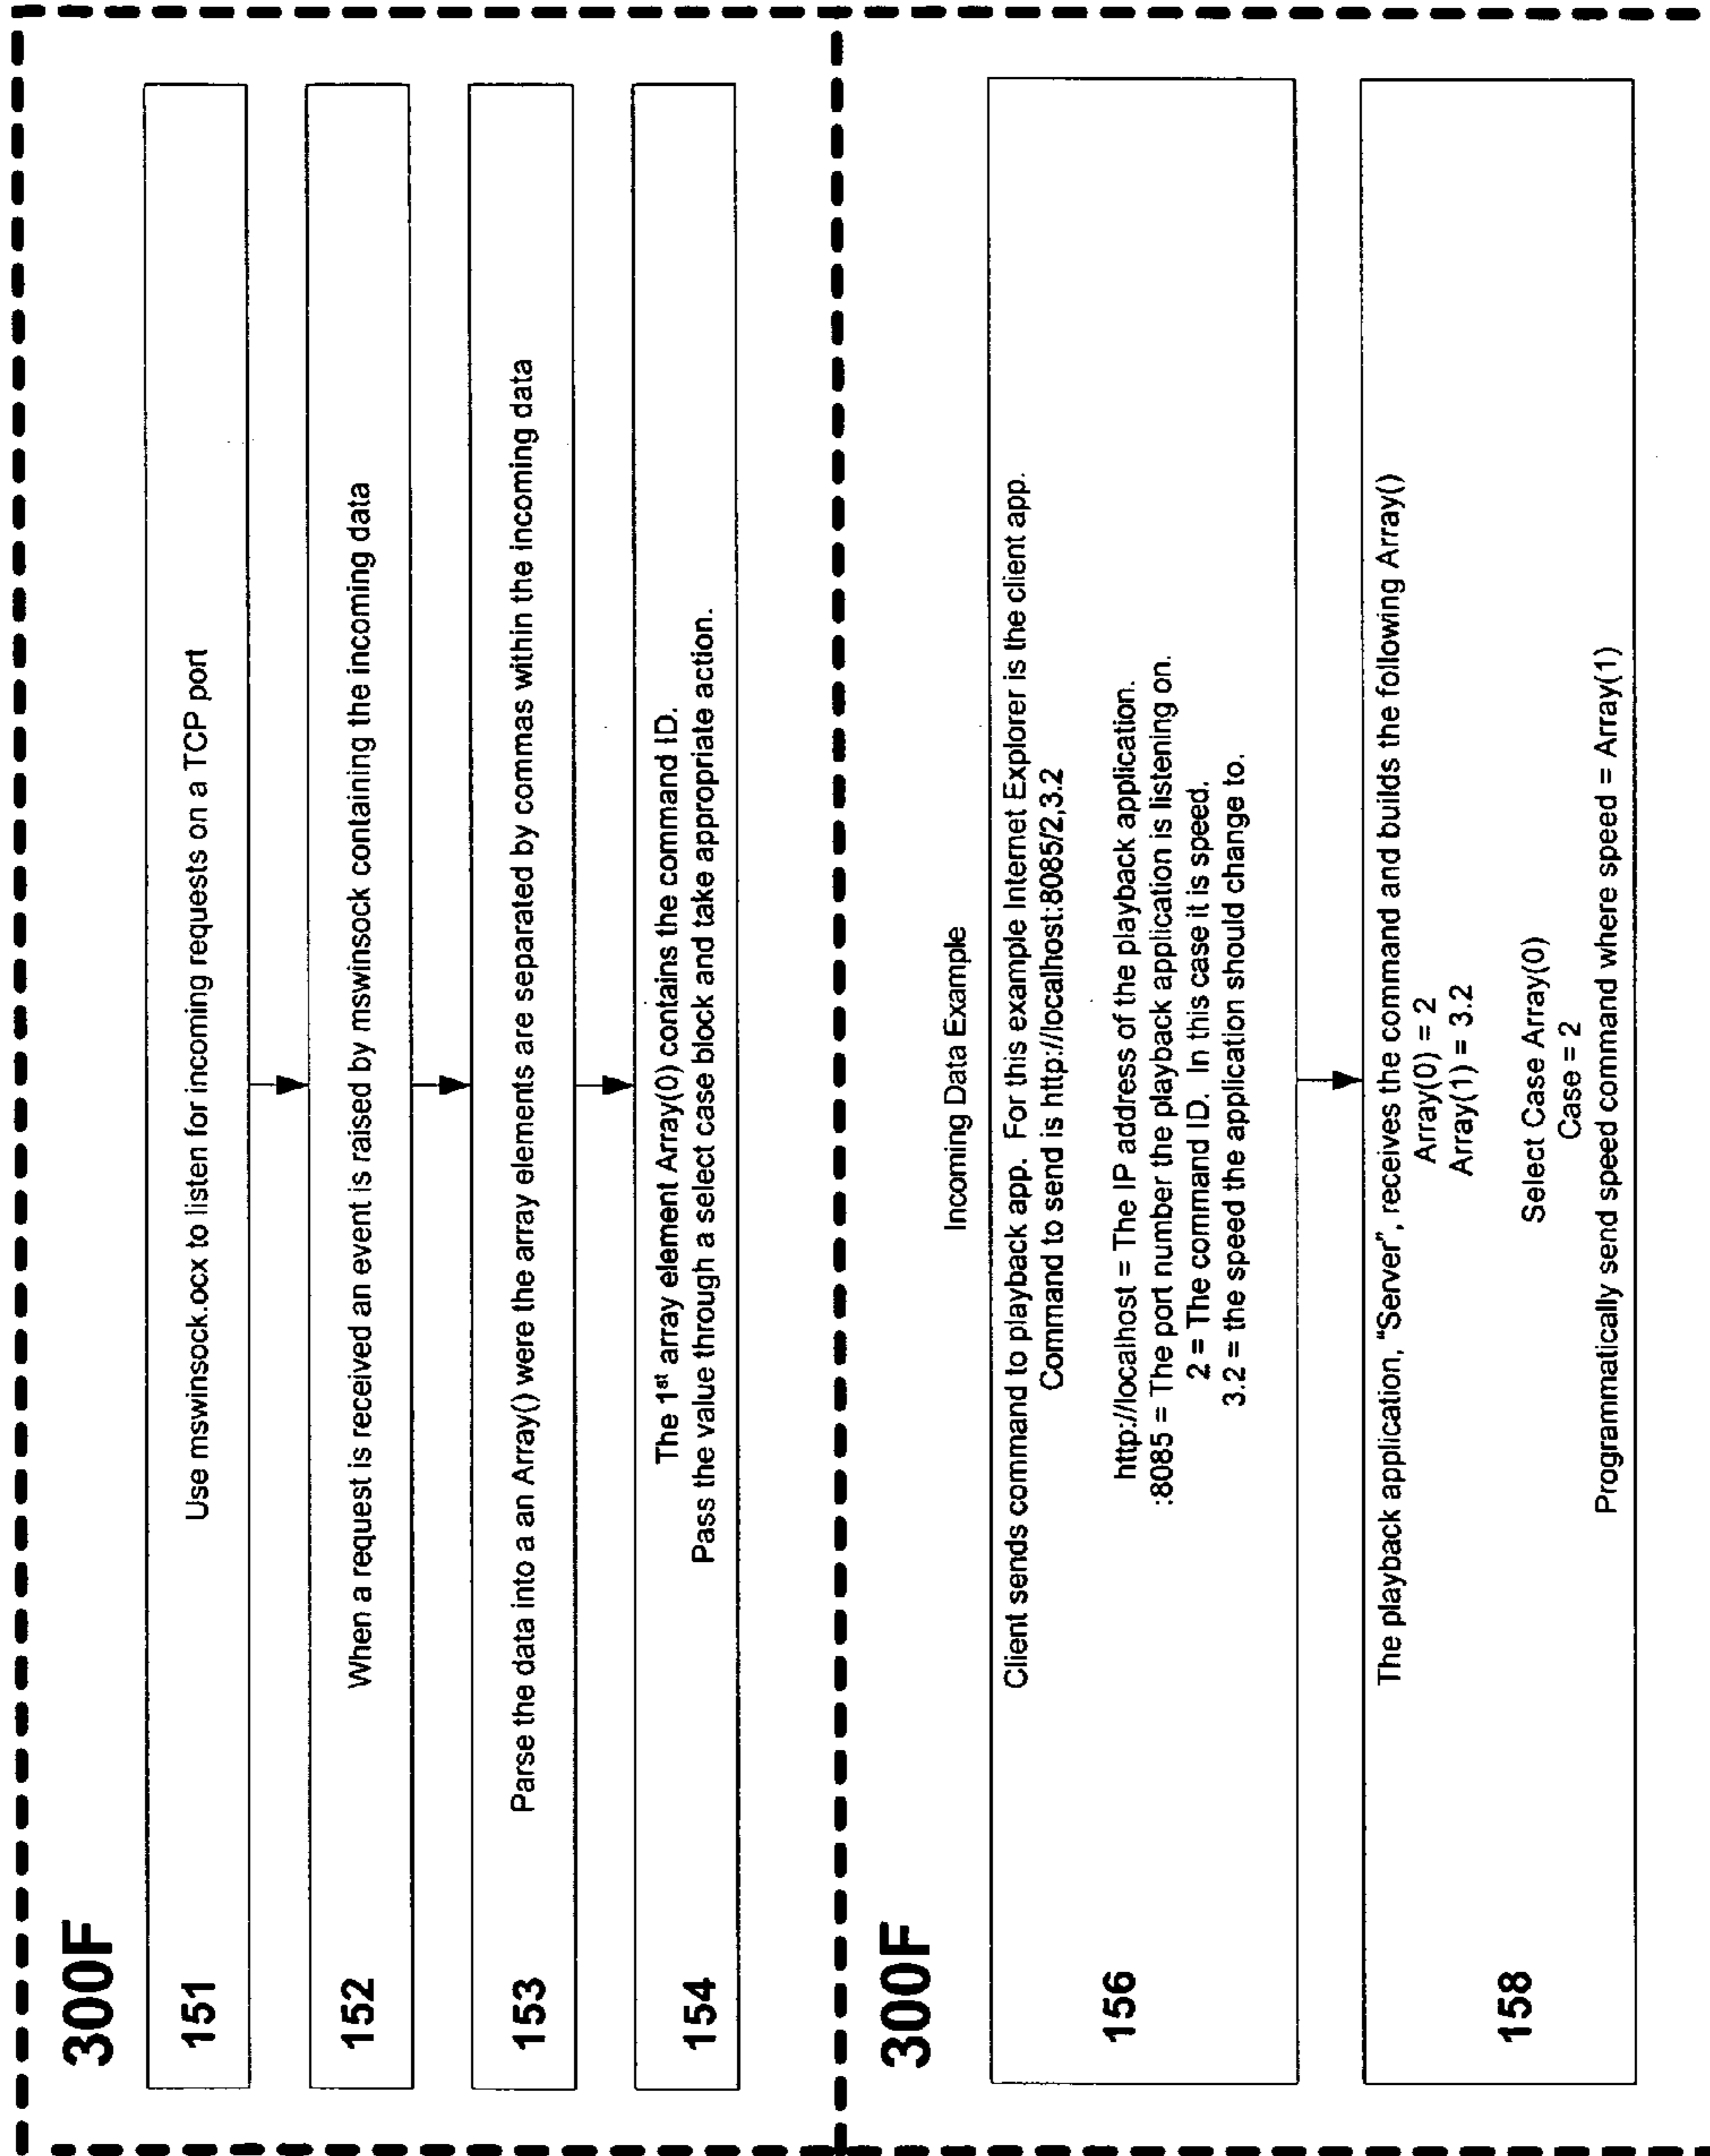 300F
151
Use mswinsock.ocx to listen for incoming requests on a TCP port
152
When a request is received an event is raised by mswinsock containing the incoming data
153
Parse the data into a an Array() were the array elements are separated by commas within the incoming data
154
The 1st array element Array(0) contains the command ID.
Pass the value through a select case block and take appropriate action.
300F
Incoming Data Example
156
Client sends command to playback app. For this example Internet Explorer is the client app.
Command to send is http://localhost:8085/2,3.2
http://localhost = The IP address of the playback application.
:8085 = The port number the playback application is listening on.
2 = The command ID. In this case it is speed.
3.2 = the speed the application should change to.
158
The playback application, "Server", receives the command and builds the following Array()
Array(0) = 2
Array(1) = 3.2
Select Case Array(0)
Case = 2
Programmatically send speed command where speed = Array(1)